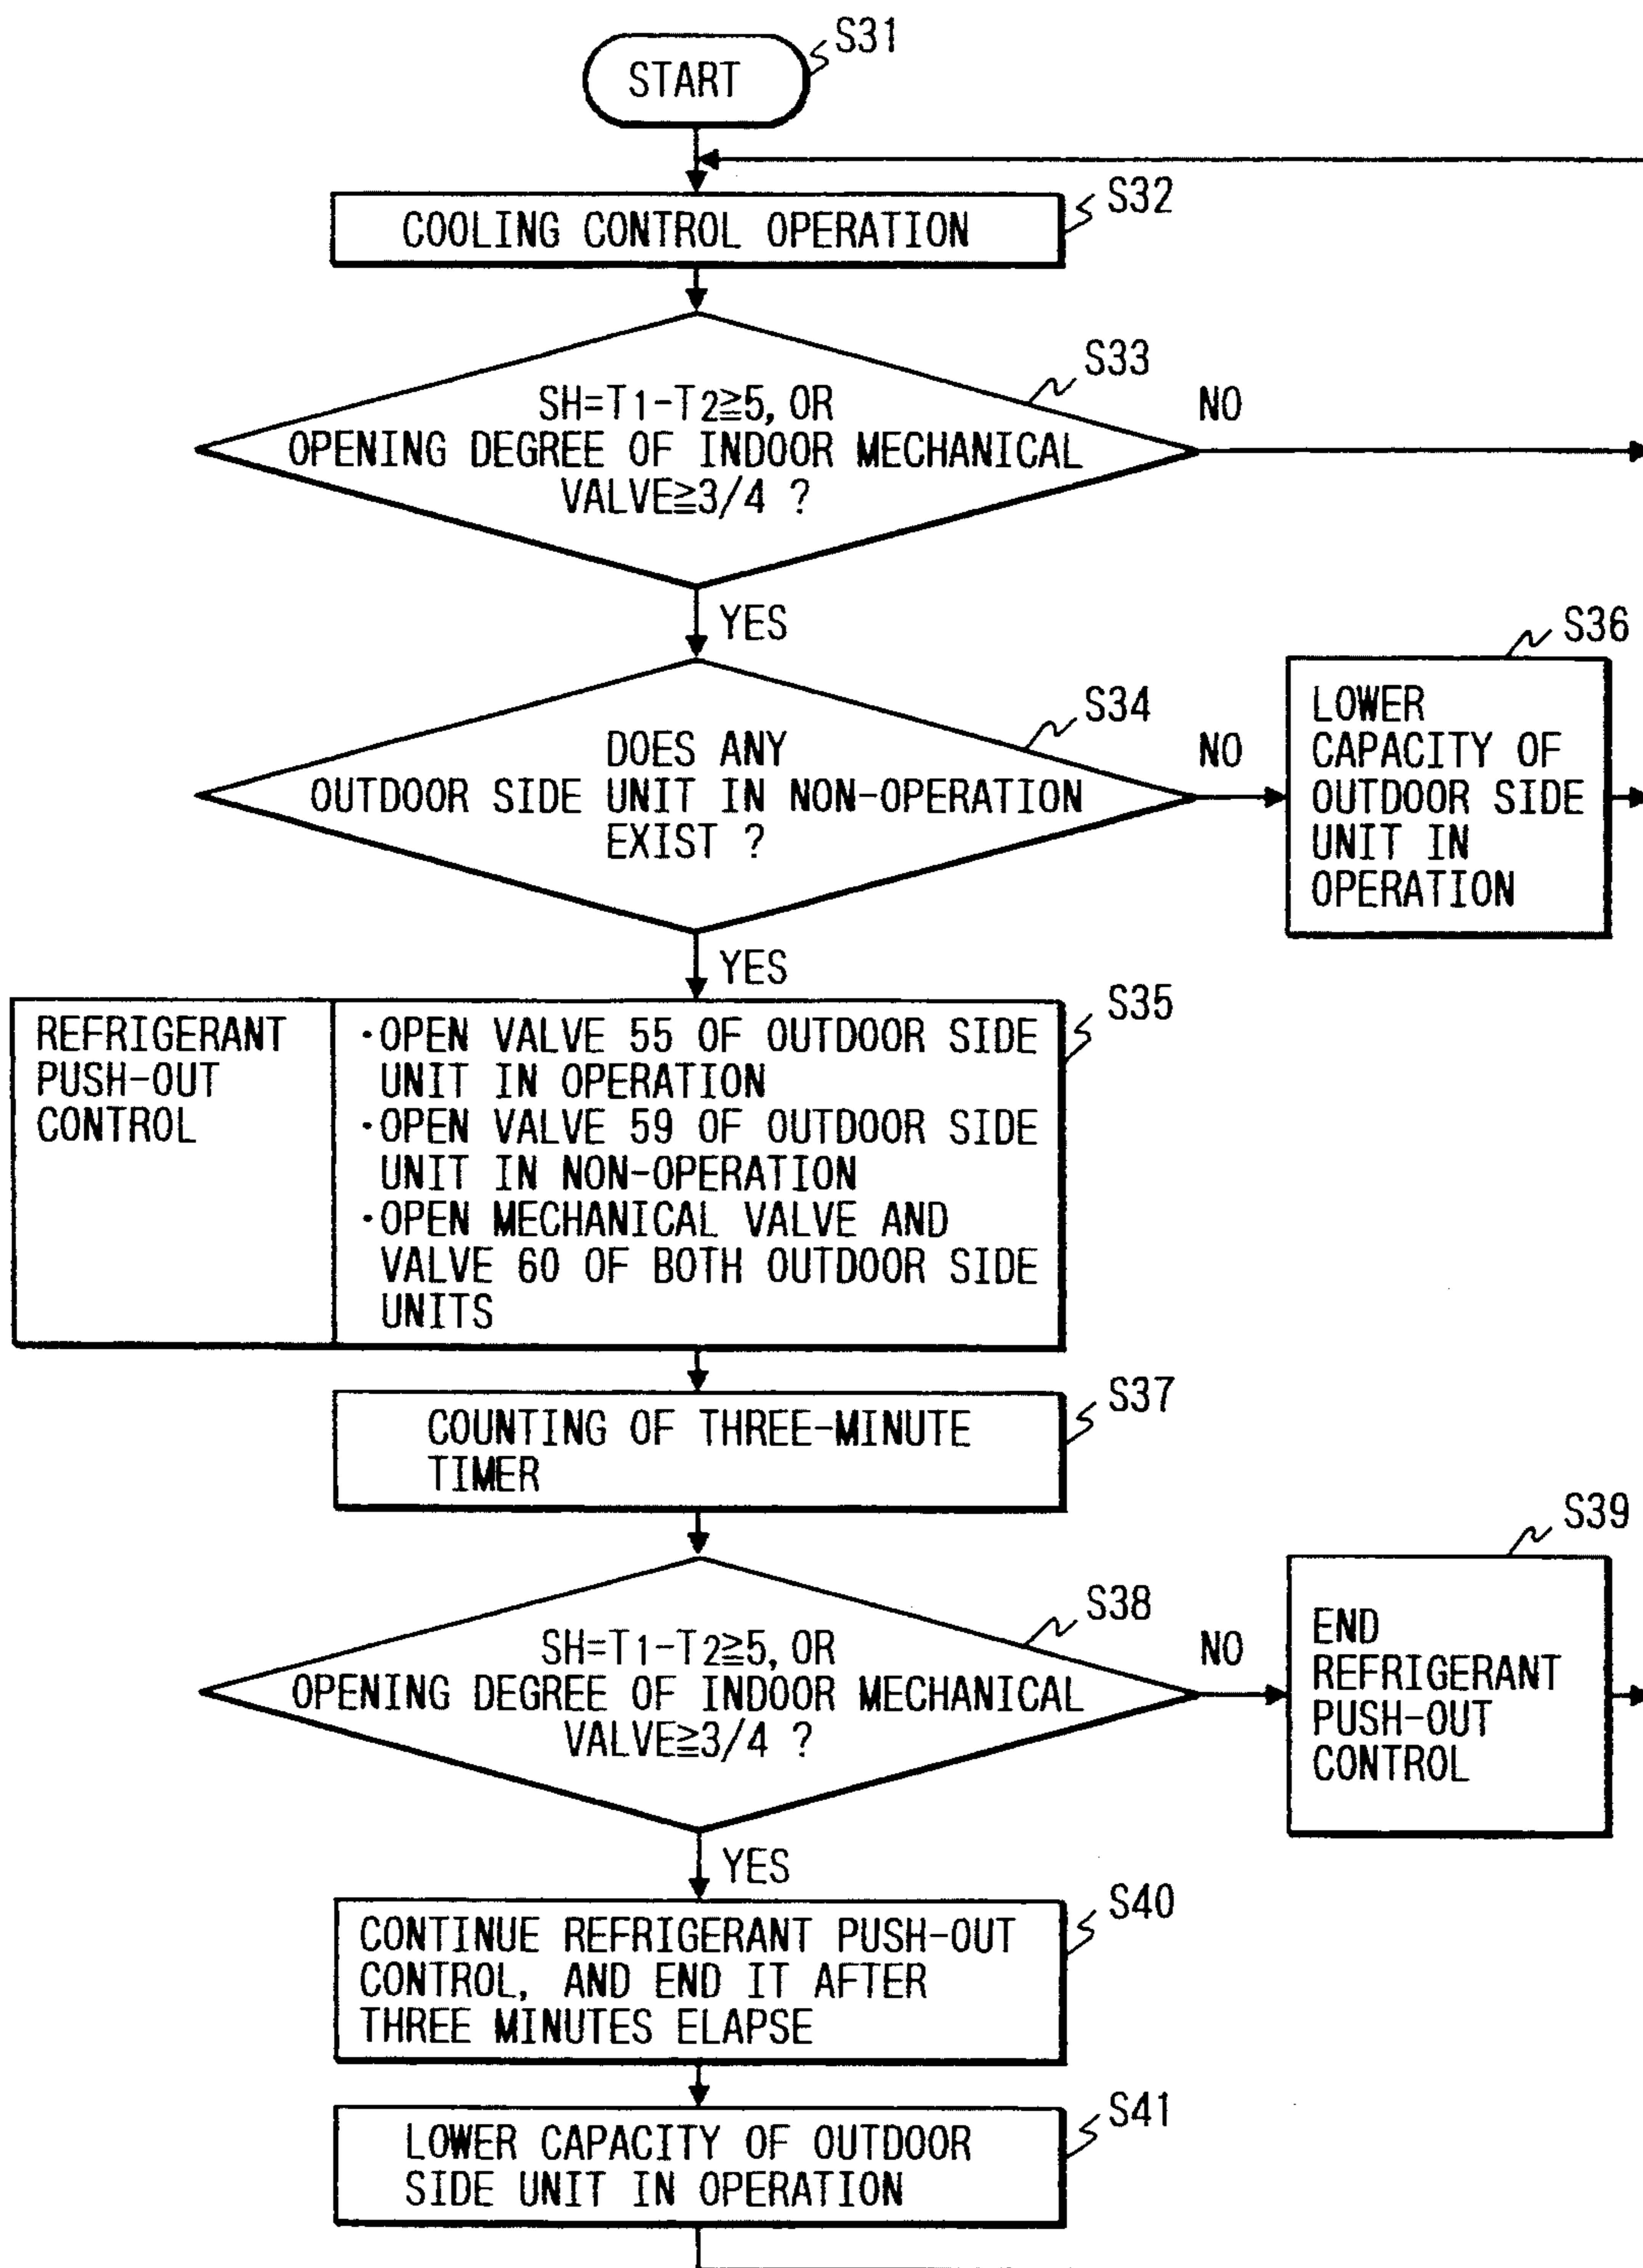 S31
START
S32
COOLING CONTROL OPERATION
S33
SH=T1-T2≧5, OR
OPENING DEGREE OF INDOOR MECHANICAL
VALVE≧3/4 ?
NO
YES
S34
DOES ANY
OUTDOOR SIDE UNIT IN NON-OPERATION
EXIST ?
NO
S36
LOWER
CAPACITY OF
OUTDOOR SIDE
UNIT IN
OPERATION
YES
S35
REFRIGERANT
PUSH-OUT
CONTROL
·OPEN VALVE 55 OF OUTDOOR SIDE
UNIT IN OPERATION
·OPEN VALVE 59 OF OUTDOOR SIDE
UNIT IN NON-OPERATION
·OPEN MECHANICAL VALVE AND
VALVE 60 OF BOTH OUTDOOR SIDE
UNITS
S37
COUNTING OF THREE-MINUTE
TIMER
S38
SH=T1-T2≧5, OR
OPENING DEGREE OF INDOOR MECHANICAL
VALVE≧3/4 ?
NO
S39
END
REFRIGERANT
PUSH-OUT
CONTROL
YES
S40
CONTINUE REFRIGERANT PUSH-OUT
CONTROL, AND END IT AFTER
THREE MINUTES ELAPSE
S41
LOWER CAPACITY OF OUTDOOR
SIDE UNIT IN OPERATION